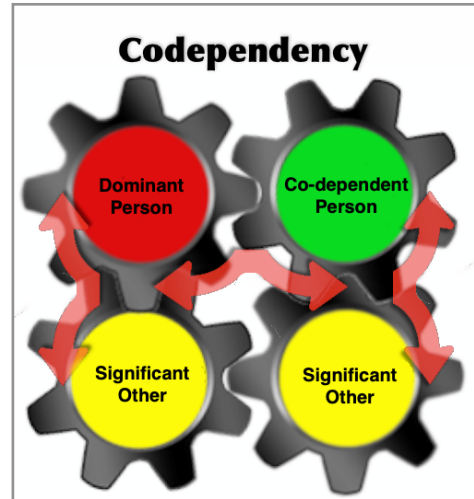 Codependency
Dominant
Person
Co-dependent
Person
Significant
Other
Significant
Other